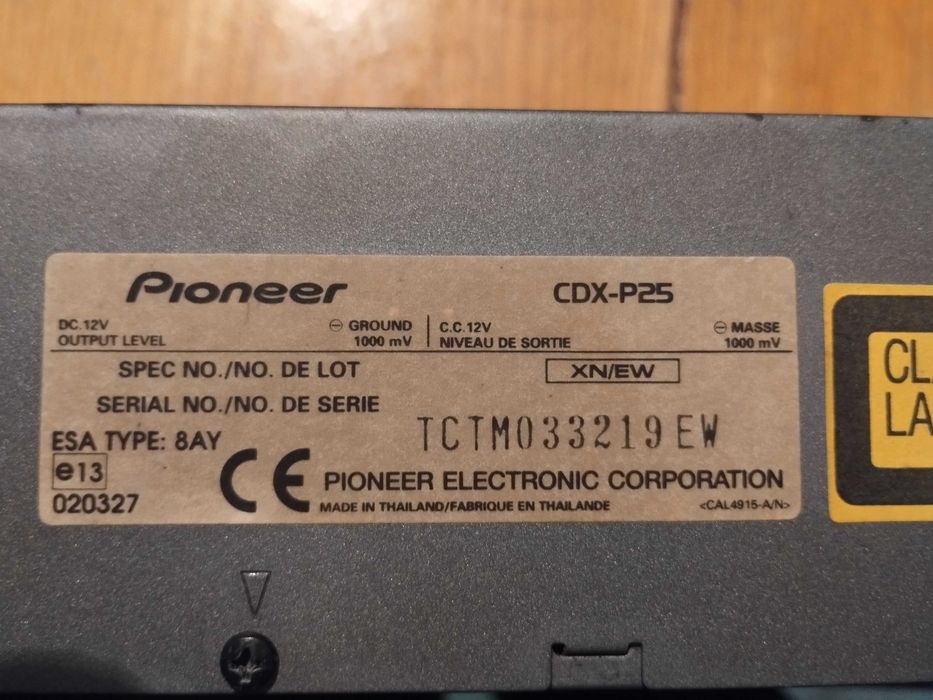 Pioneer CDX-P25
DC.12V ⊖ GROUND C.C.12V ⊖ MASSE
OUTPUT LEVEL 1000 mV NIVEAU DE SORTIE 1000 mV
SPEC NO./NO. DE LOT XN/EW
SERIAL NO./NO. DE SERIE TCTM033219EW
ESA TYPE: 8AY
e13
020327
CE PIONEER ELECTRONIC CORPORATION
MADE IN THAILAND/FABRIQUE EN THAILANDE <CAL4915-A/N>
CL
LA